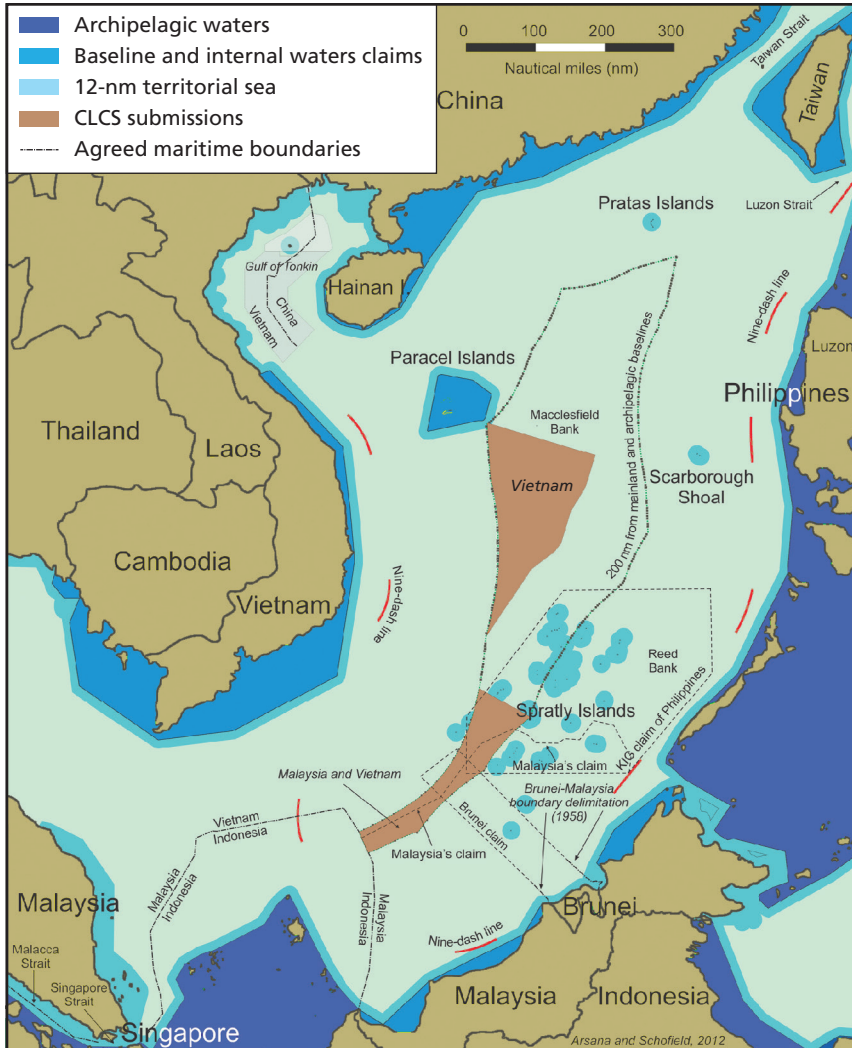 Archipelagic waters
Baseline and internal waters claims
12-nm territorial sea
CLCS submissions
Agreed maritime boundaries
0 100 200 300
Nautical miles (nm)
Taiwan Strait
China
Taiwan
Luzon Strait
Pratas Islands
Gulf of Tonkin
Hainan I.
China
Vietnam
Nine-dash line
Luzon
Paracel Islands
Philippines
Macclesfield
Bank
Thailand
Laos
Scarborough
Shoal
Vietnam
200 nm from mainland and archipelagic baselines
Cambodia
Vietnam
Nine-dash line
Reed
Bank
Spratly Islands
KIG claim of Philippines
Malaysia's claim
Malaysia and Vietnam
Brunei-Malaysia
boundary delimitation
(1958)
Vietnam
Indonesia
Brunei claim
Malaysia's claim
Malaysia
Indonesia
Malaysia
Indonesia
Malaysia
Brunei
Nine-dash line
Malacca
Strait
Singapore
Strait
Malaysia
Indonesia
Singapore
Arsana and Schofield, 2012